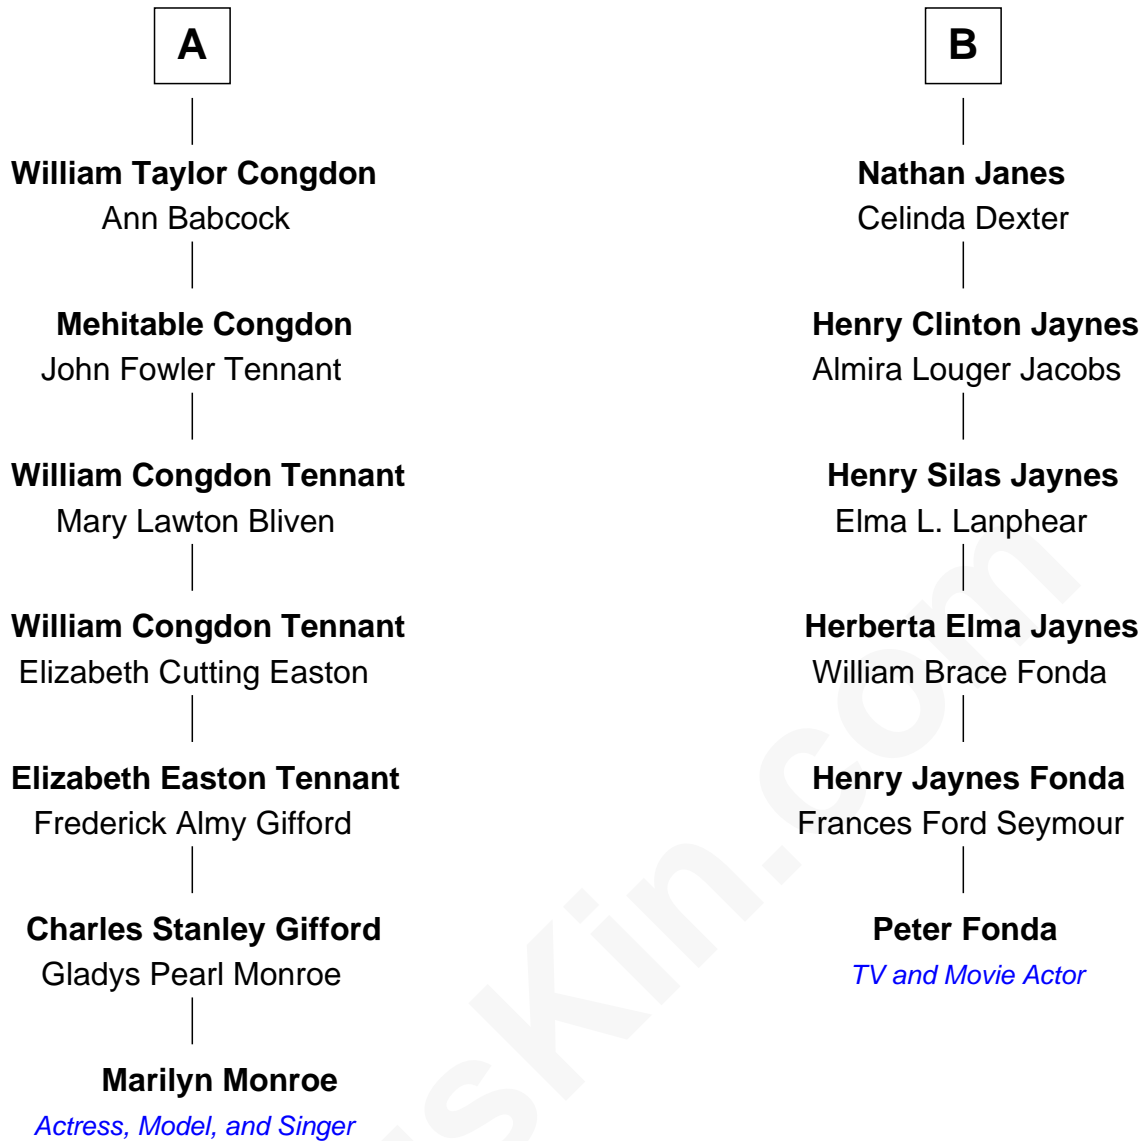 A
B
William Taylor Congdon
Ann Babcock
Nathan Janes
Celinda Dexter
Mehitable Congdon
John Fowler Tennant
Henry Clinton Jaynes
Almira Louger Jacobs
William Congdon Tennant
Mary Lawton Bliven
Henry Silas Jaynes
Elma L. Lanphear
William Congdon Tennant
Elizabeth Cutting Easton
Herberta Elma Jaynes
William Brace Fonda
Elizabeth Easton Tennant
Frederick Almy Gifford
Henry Jaynes Fonda
Frances Ford Seymour
Charles Stanley Gifford
Gladys Pearl Monroe
Peter Fonda
TV and Movie Actor
Marilyn Monroe
Actress, Model, and Singer
usKin.com